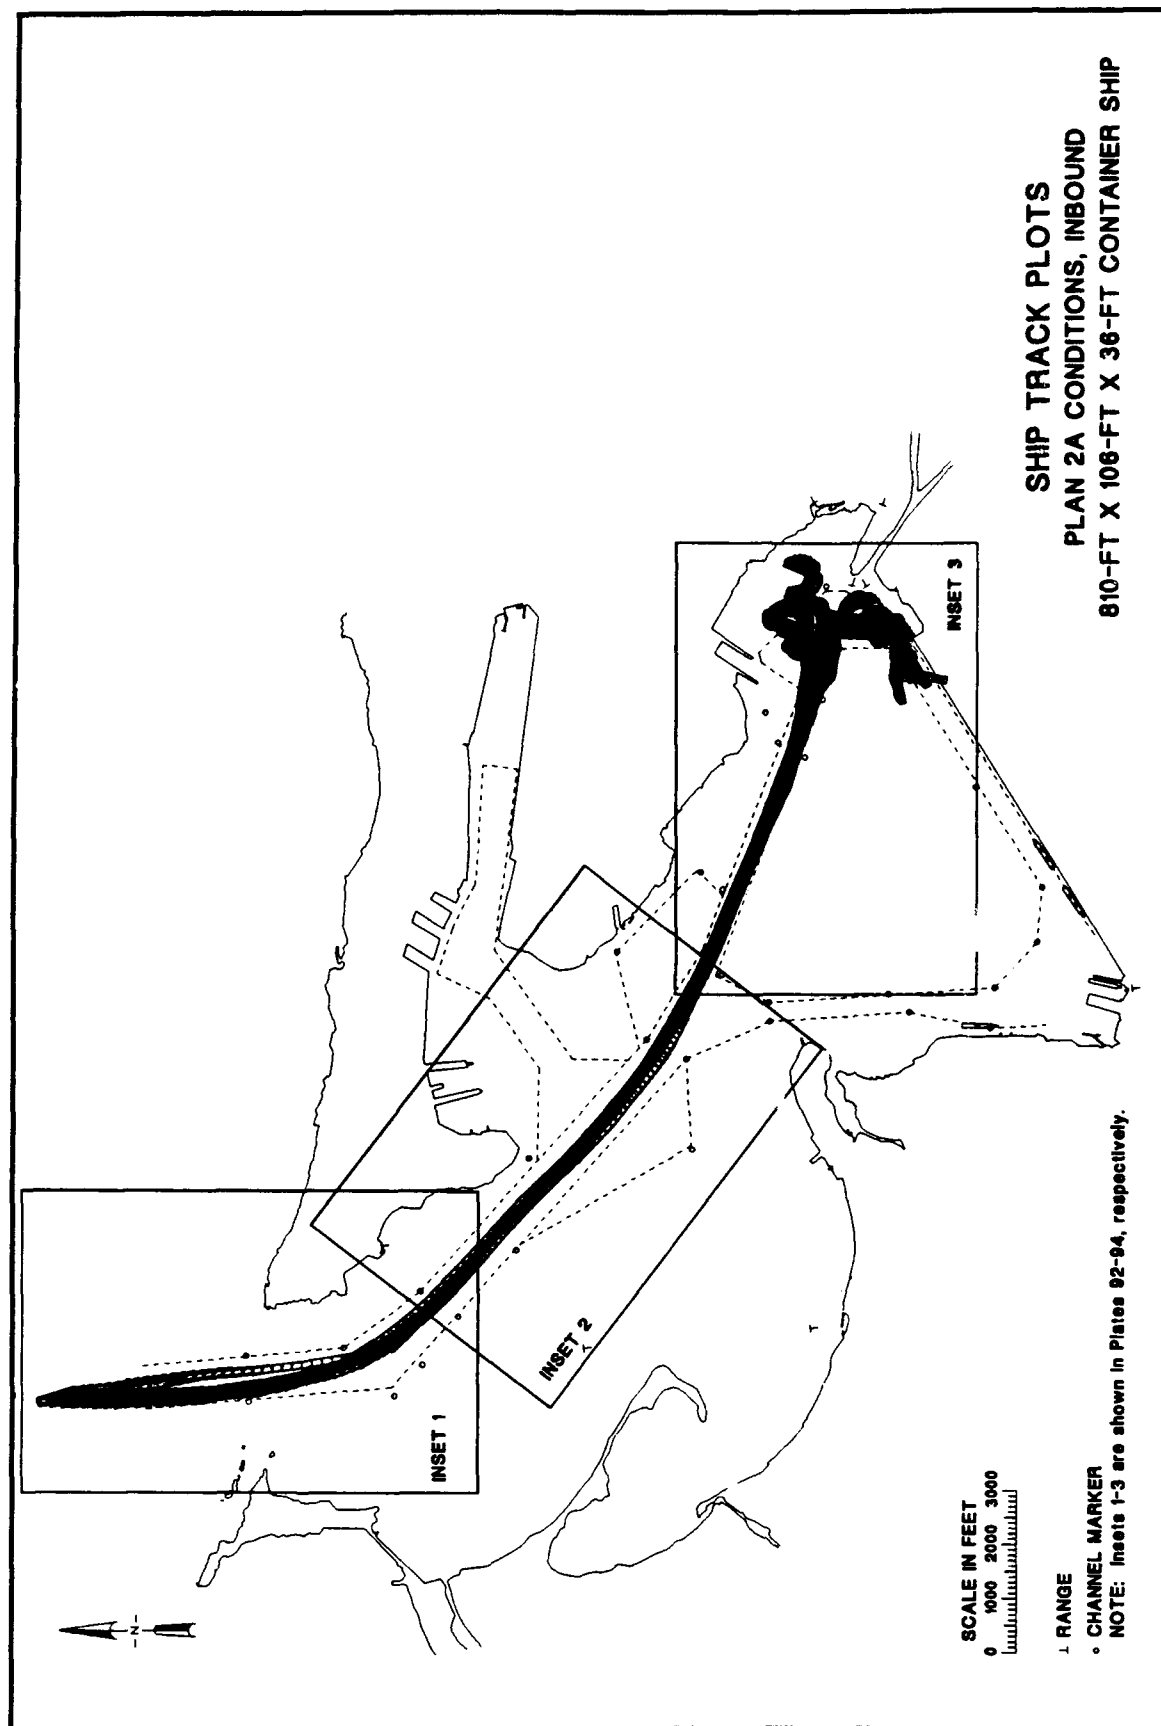 SHIP TRACK PLOTS
PLAN 2A CONDITIONS, INBOUND
810-FT X 106-FT X 36-FT CONTAINER SHIP
INSET 1
INSET 2
INSET 3
N
SCALE IN FEET
0 1000 2000 3000
RANGE
CHANNEL MARKER
NOTE: Insets 1-3 are shown in Plates 92-94, respectively.